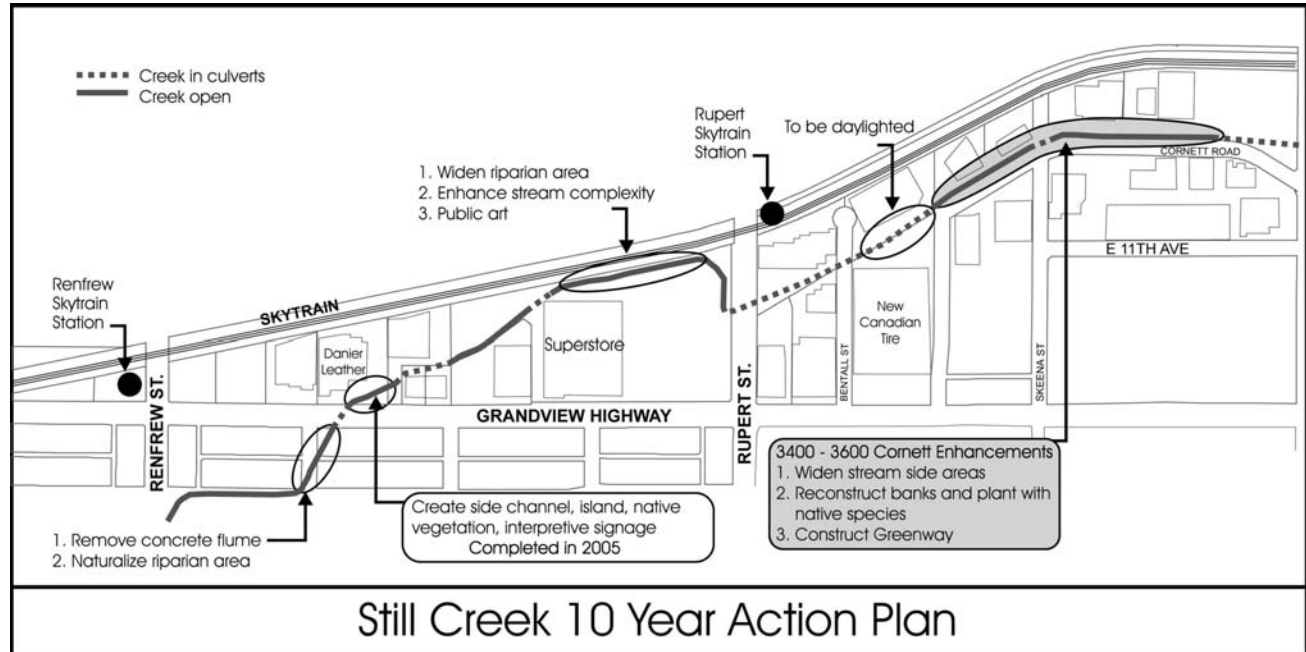 Creek in culverts
Creek open
Rupert
Skytrain
Station
To be daylighted
CORNETT ROAD
1. Widen riparian area
2. Enhance stream complexity
3. Public art
E 11TH AVE
Renfrew
Skytrain
Station
SKYTRAIN
Danier
Leather
Superstore
New
Canadian
Tire
BENTALL ST
SKEENA ST
GRANDVIEW HIGHWAY
RENFREW ST.
RUPERT ST.
1. Remove concrete flume
2. Naturalize riparian area
Create side channel, island, native
vegetation, interpretive signage
Completed in 2005
3400 - 3600 Cornett Enhancements
1. Widen stream side areas
2. Reconstruct banks and plant with
native species
3. Construct Greenway
Still Creek 10 Year Action Plan